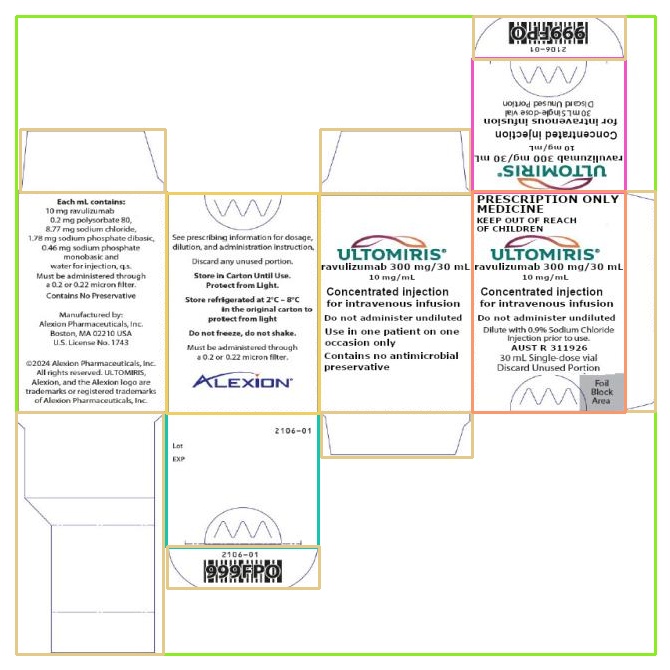 999FPO
2106-01
Discard Unused Portion
30 mL Single-dose vial
for intravenous infusion
Concentrated injection
10 mg/mL
ravulizumab 300 mg/30 mL
ULTOMIRIS®
Each mL contains:
10 mg ravulizumab
0.2 mg polysorbate 80,
8.77 mg sodium chloride,
1.78 mg sodium phosphate dibasic,
0.46 mg sodium phosphate
monobasic and
water for injection, q.s.
Must be administered through
a 0.2 or 0.22 micron filter.
Contains No Preservative
Manufactured by:
Alexion Pharmaceuticals, Inc.
Boston, MA 02210 USA
U.S. License No. 1743
©2024 Alexion Pharmaceuticals, Inc.
All rights reserved. ULTOMIRIS,
Alexion, and the Alexion logo are
trademarks or registered trademarks
of Alexion Pharmaceuticals, Inc.
See prescribing information for dosage,
dilution, and administration instruction.
Discard any unused portion.
Store in Carton Until Use.
Protect from Light.
Store refrigerated at 2°C – 8°C
in the original carton to
protect from light
Do not freeze, do not shake.
Must be administered through
a 0.2 or 0.22 micron filter.
ALEXION®
ULTOMIRIS®
ravulizumab 300 mg/30 mL
10 mg/mL
Concentrated injection
for intravenous infusion
Do not administer undiluted
Use in one patient on one
occasion only
Contains no antimicrobial
preservative
PRESCRIPTION ONLY
MEDICINE
KEEP OUT OF REACH
OF CHILDREN
ULTOMIRIS®
ravulizumab 300 mg/30 mL
10 mg/mL
Concentrated injection
for intravenous infusion
Do not administer undiluted
Dilute with 0.9% Sodium Chloride
Injection prior to use.
AUST R 311926
30 mL Single-dose vial
Discard Unused Portion
Foil
Block
Area
2106-01
Lot
EXP
2106-01
999FPO